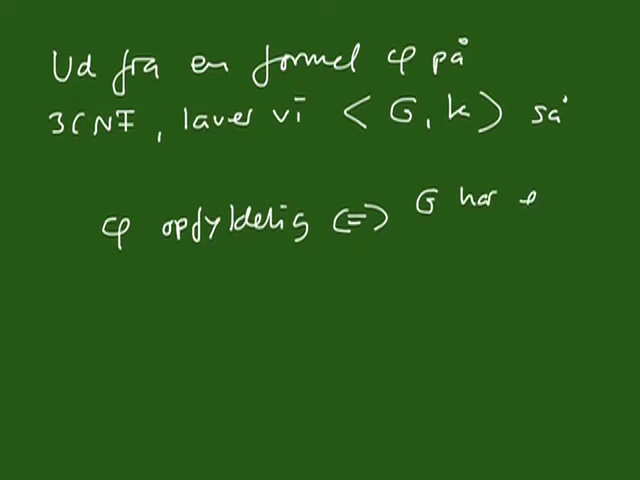 Ud fra en formel φ på
3CNF, laver vi <G, k> så
φ opfyldelig (=) G har e